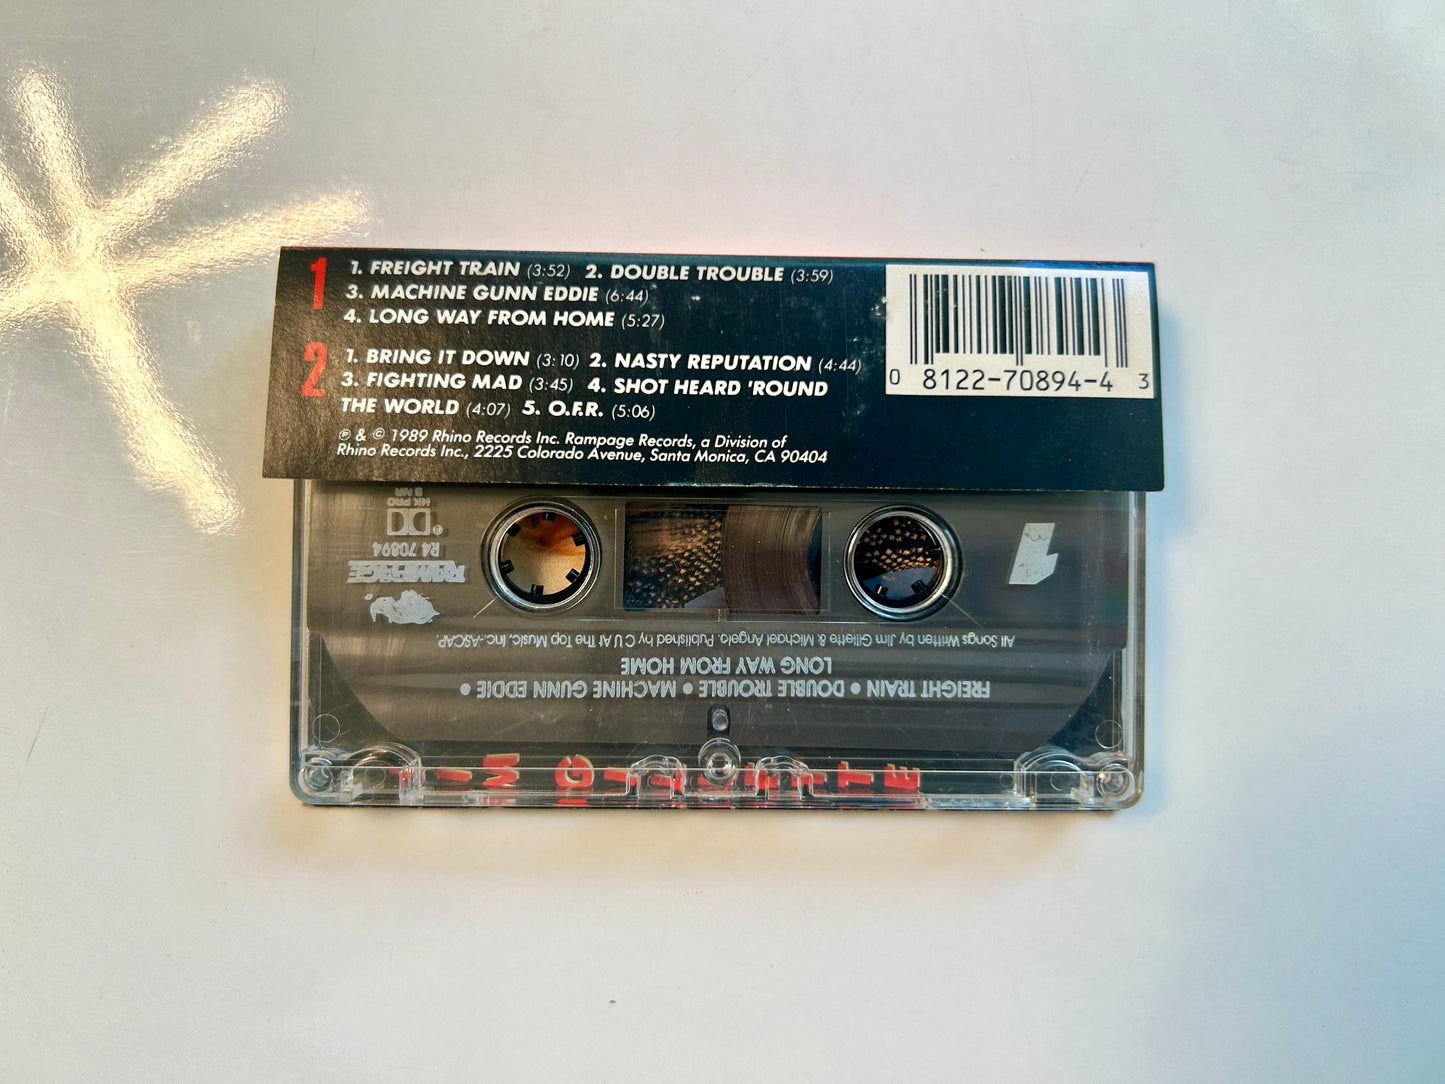 1
1. FREIGHT TRAIN (3:52) 2. DOUBLE TROUBLE (3:59)
3. MACHINE GUNN EDDIE (6:44)
4. LONG WAY FROM HOME (5:27)
2
1. BRING IT DOWN (3:10) 2. NASTY REPUTATION (4:44)
3. FIGHTING MAD (3:45) 4. SHOT HEARD 'ROUND
THE WORLD (4:07) 5. O.F.R. (5:06)
℗ & © 1989 Rhino Records Inc. Rampage Records, a Division of
Rhino Records Inc., 2225 Colorado Avenue, Santa Monica, CA 90404
0 8122-70894-4 3
FREIGHT TRAIN • DOUBLE TROUBLE • MACHINE GUNN EDDIE •
LONG WAY FROM HOME
All Songs Written by Jim Gillette & Michael Angelo. Published by C U At The Top Music, Inc.-ASCAP.
1
RAMPAGE
R4 70894
HX PRO
B NR